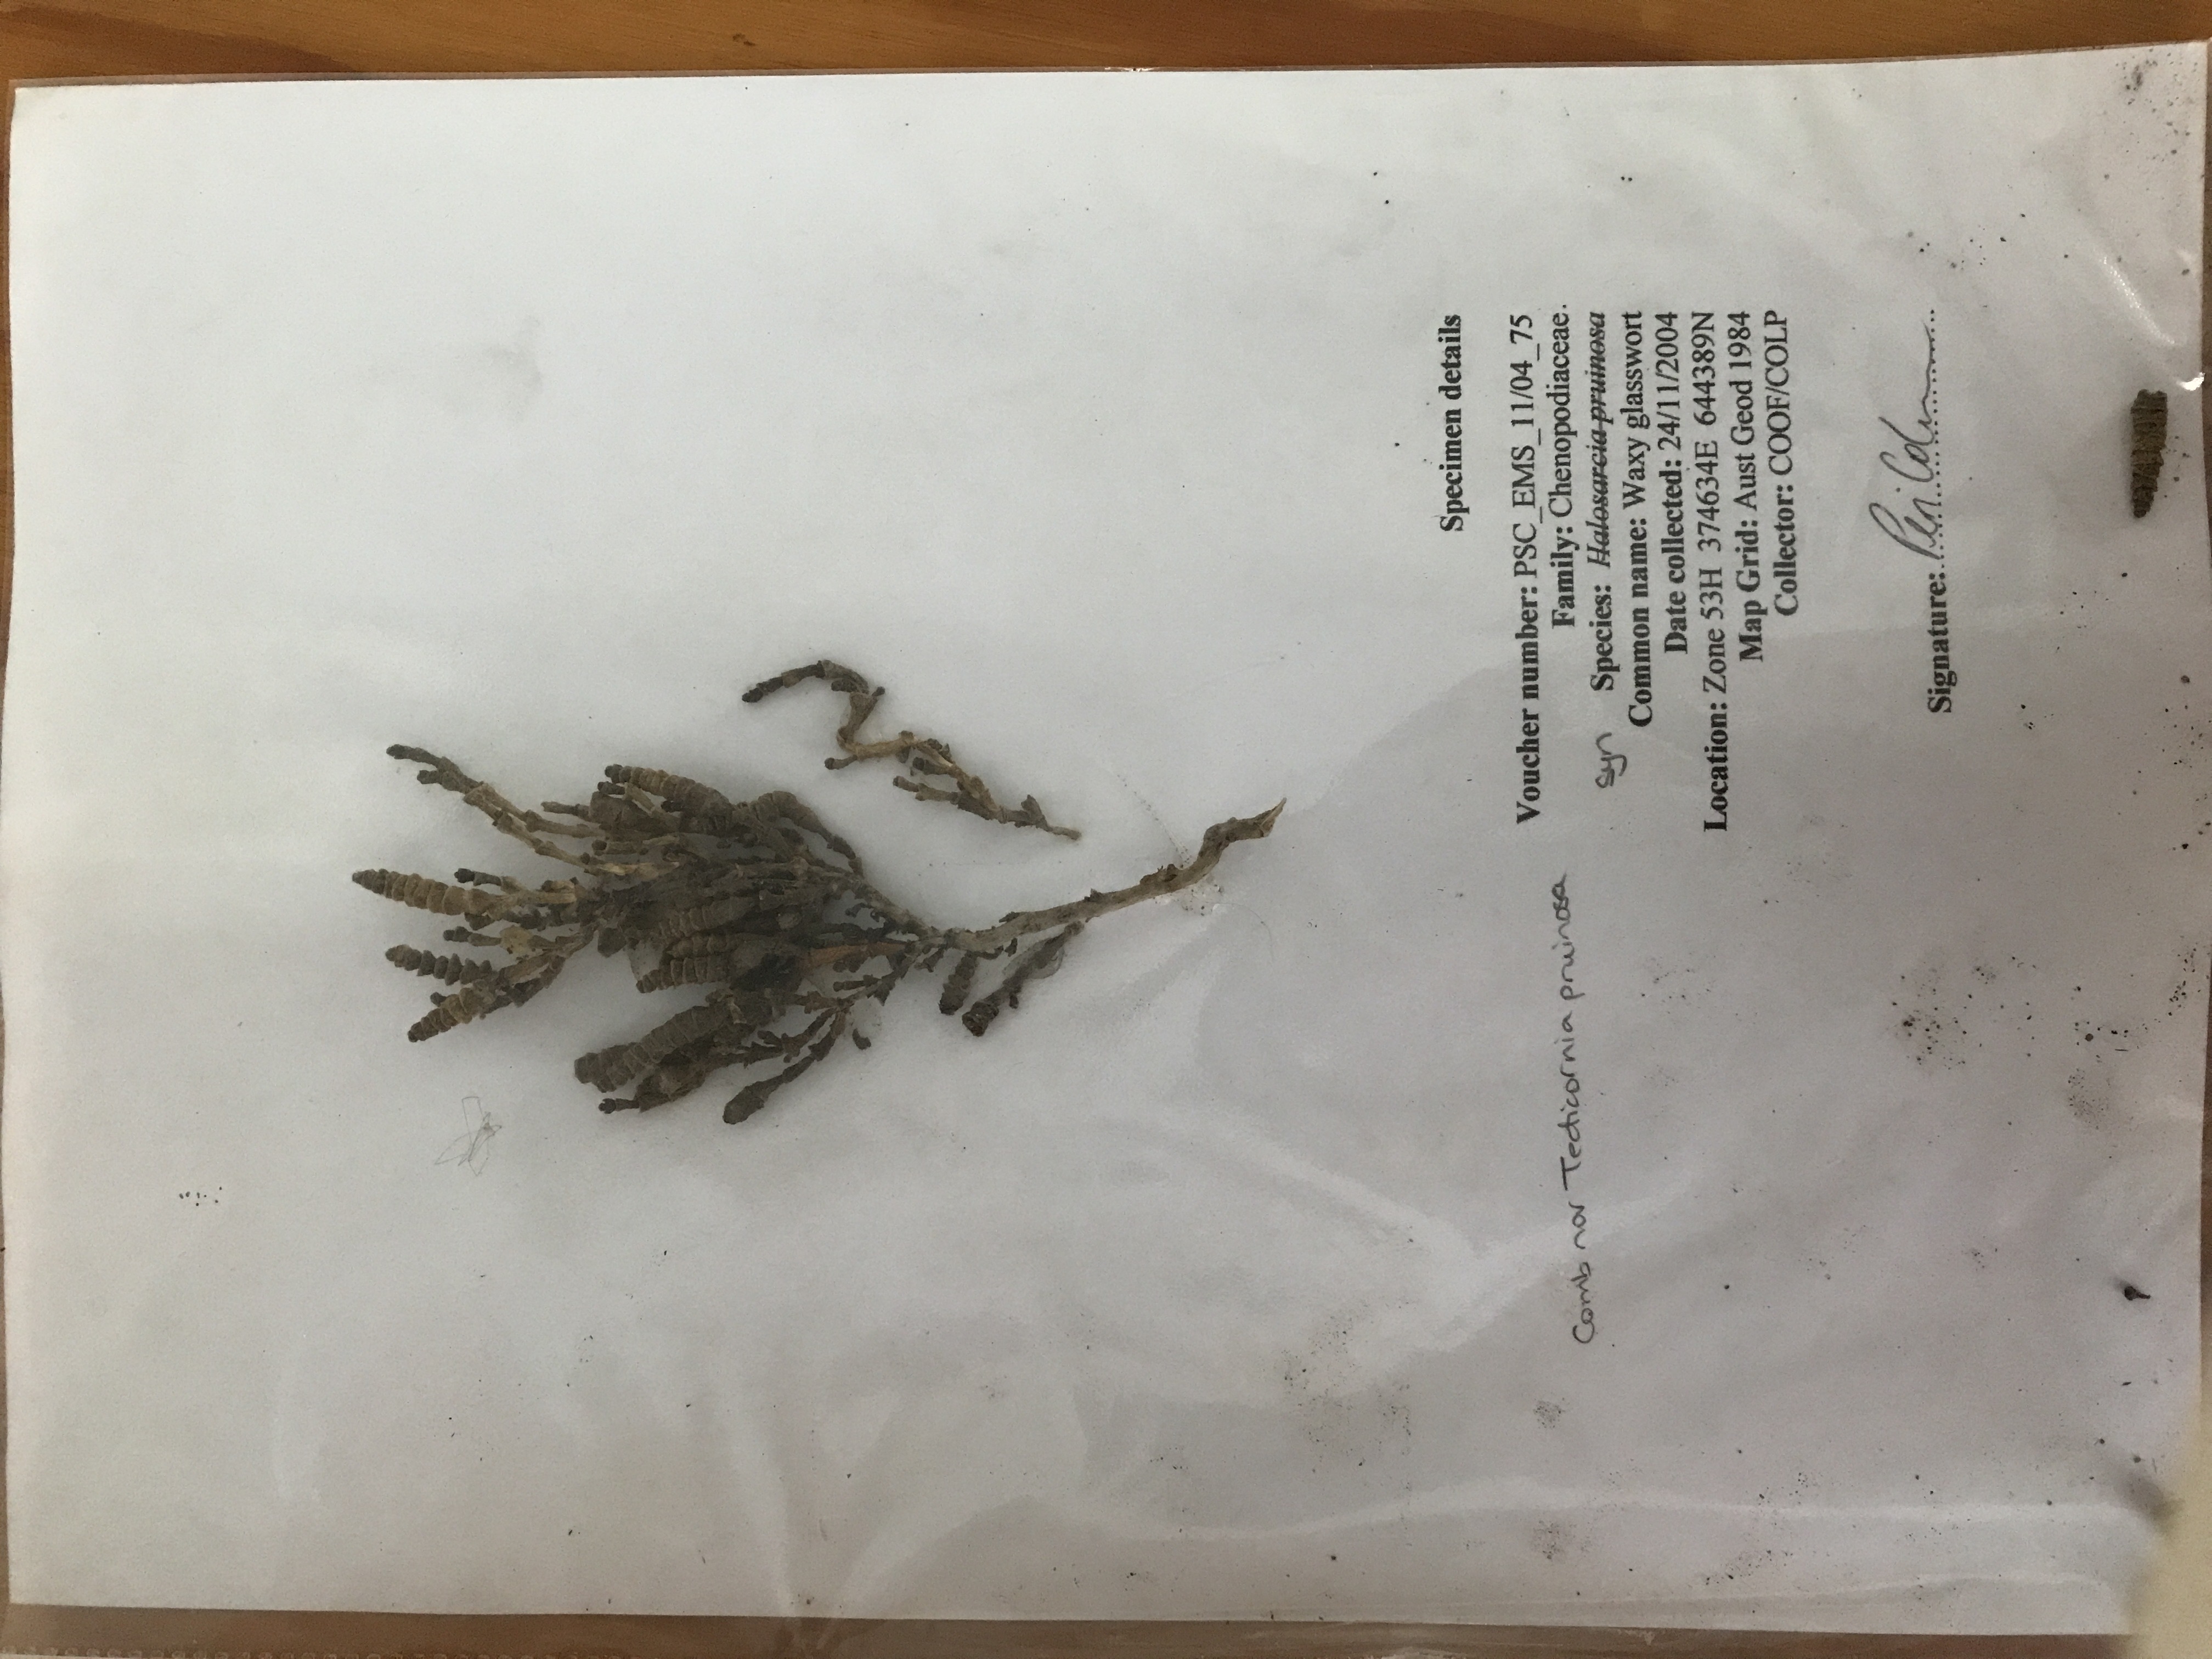 Specimen details
Voucher number: PSC_EMS_11/04_75
Family: Chenopodiaceae.
Comb nov Tecticornia pruinosa
syn Species: Halosarcia pruinosa
Common name: Waxy glasswort
Date collected: 24/11/2004
Location: Zone 53H 374634E 644389N
Map Grid: Aust Geod 1984
Collector: COOF/COLP
Signature: